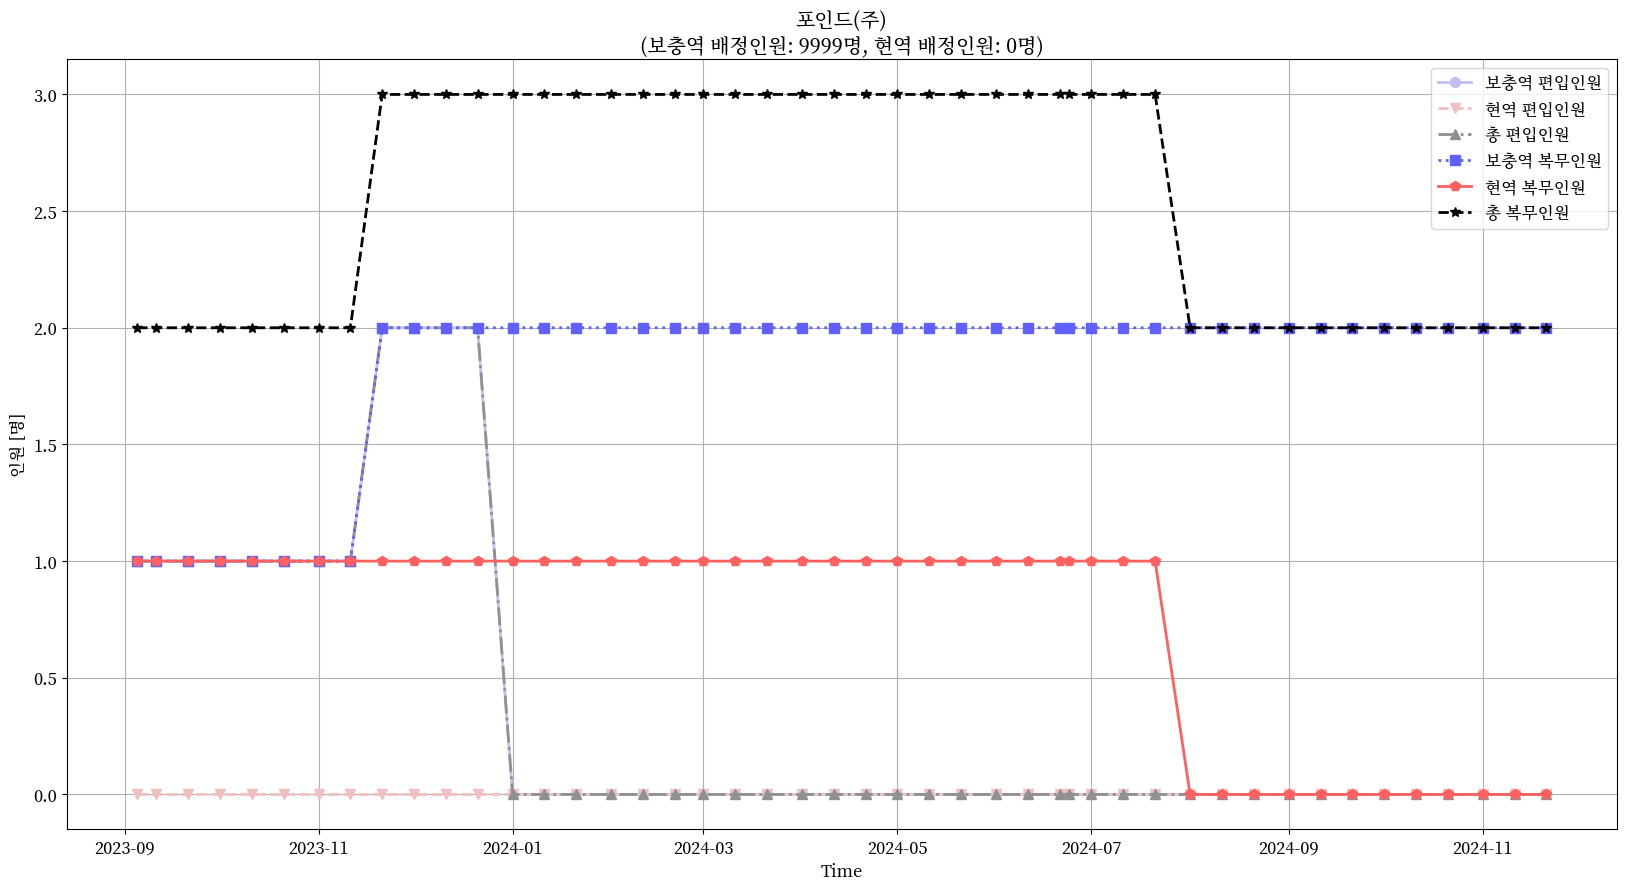 포인드(주)
(보충역 배정인원: 9999명, 현역 배정인원: 0명)
보충역 편입인원
현역 편입인원
총 편입인원
보충역 복무인원
현역 복무인원
총 복무인원
인원 [명]
3.0
2.5
2.0
1.5
1.0
0.5
0.0
2023-09
2023-11
2024-01
2024-03
2024-05
2024-07
2024-09
2024-11
Time